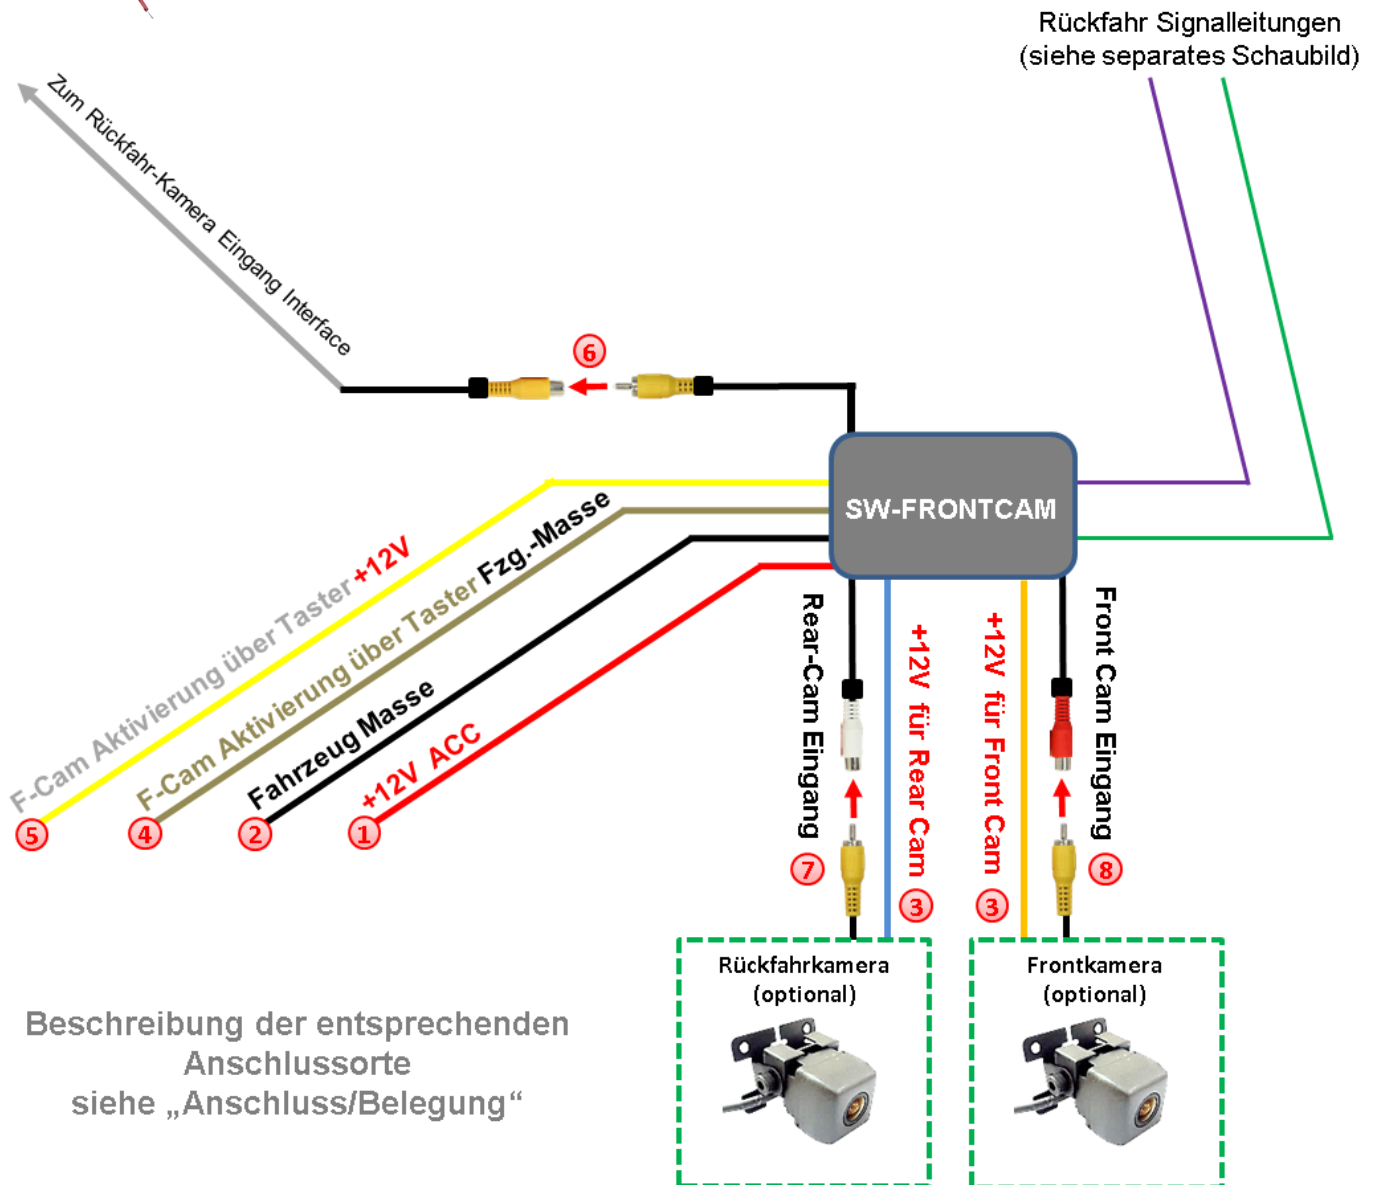 Rückfahr Signalleitungen
(siehe separates Schaubild)
Zum Rückfahr-Kamera Eingang Interface
6
SW-FRONTCAM
F-Cam Aktivierung über Taster +12V
5
F-Cam Aktivierung über Taster Fzg.-Masse
4
Fahrzeug Masse
2
+12V ACC
1
Rear-Cam Eingang
7
+12V für Rear Cam
3
+12V für Front Cam
3
Front Cam Eingang
8
Rückfahrkamera
(optional)
Frontkamera
(optional)
Beschreibung der entsprechenden
Anschlussorte
siehe „Anschluss/Belegung“